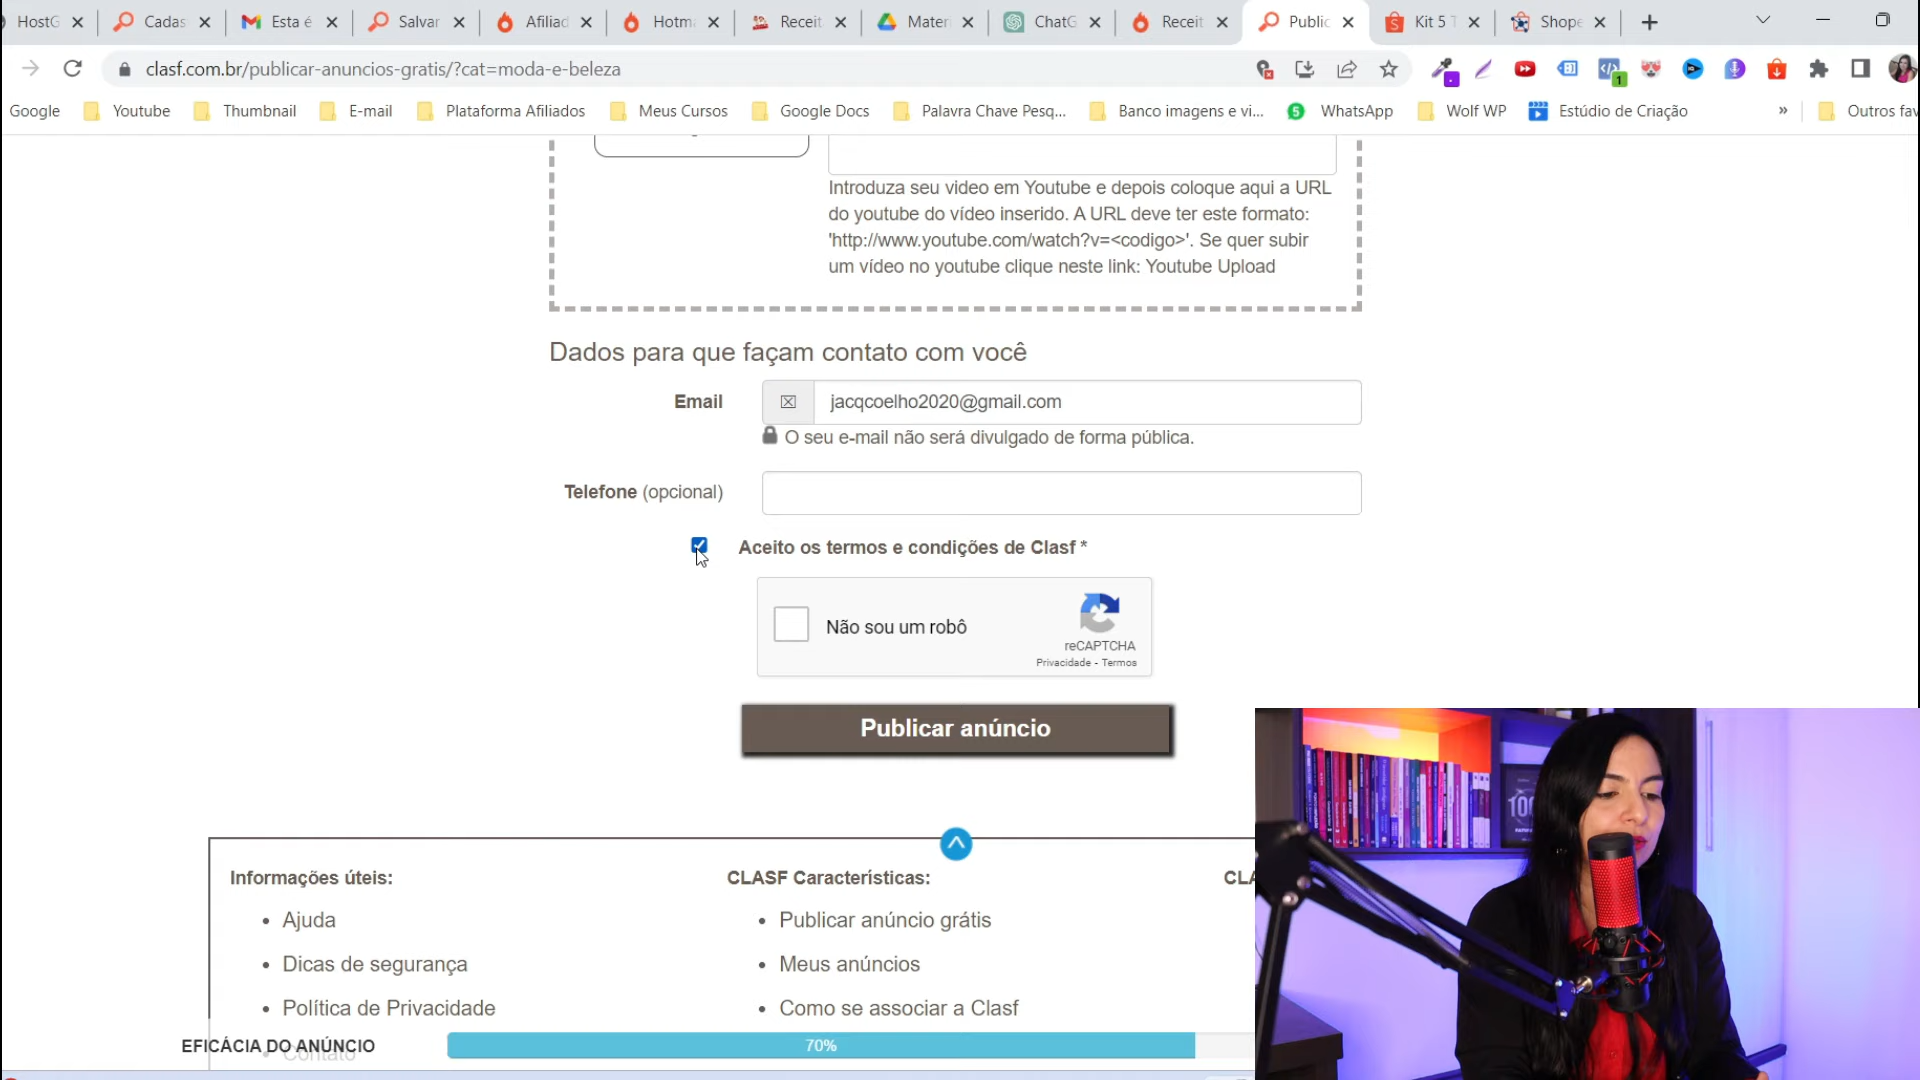 HostG
Cadas
Esta é
Salvar
Afiliad
Hotma
Receit
Mater
ChatG
Receit
Public
Kit 5 T
Shope
clasf.com.br/publicar-anuncios-gratis/?cat=moda-e-beleza
1
Google
Youtube
Thumbnail
E-mail
Plataforma Afiliados
Meus Cursos
Google Docs
Palavra Chave Pesq...
Banco imagens e vi...
5
WhatsApp
Wolf WP
Estúdio de Criação
»
Outros fav
Introduza seu video em Youtube e depois coloque aqui a URL
do youtube do vídeo inserido. A URL deve ter este formato:
'http://www.youtube.com/watch?v=<codigo>'. Se quer subir
um vídeo no youtube clique neste link: Youtube Upload
Dados para que façam contato com você
Email
jacqcoelho2020@gmail.com
O seu e-mail não será divulgado de forma pública.
Telefone (opcional)
Aceito os termos e condições de Clasf *
Não sou um robô
reCAPTCHA
Privacidade - Termos
Publicar anúncio
Informações úteis:
CLASF Características:
CLA
• Ajuda
• Publicar anúncio grátis
• Dicas de segurança
• Meus anúncios
• Política de Privacidade
• Como se associar a Clasf
• Contato
EFICÁCIA DO ANÚNCIO
70%
100